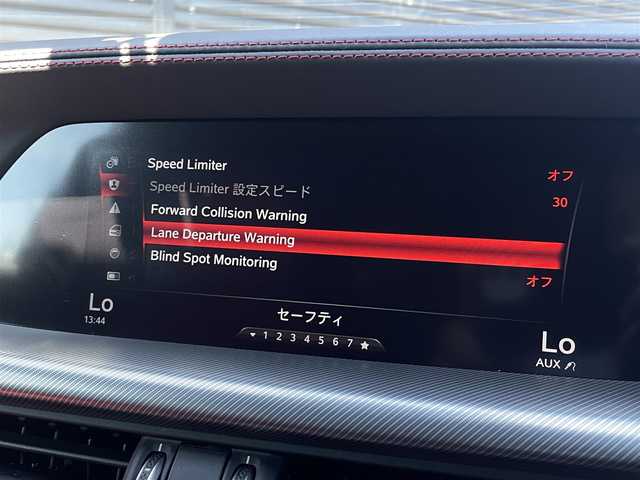 Speed Limiter オフ
Speed Limiter 設定スピード 30
Forward Collision Warning
Lane Departure Warning
Blind Spot Monitoring オフ
Lo
13:44
セーフティ
1 2 3 4 5 6 7
Lo
AUX